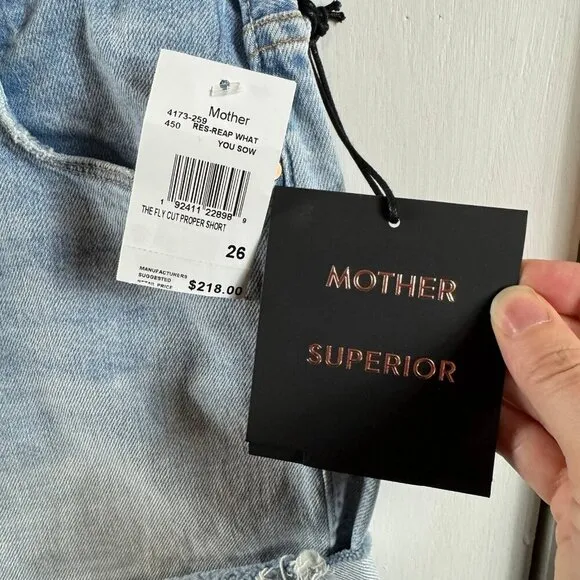 Mother
4173-259
450 RES-REAP WHAT
YOU SOW
1 92411 22898 9
THE FLY CUT PROPER SHORT
26
MANUFACTURERS
SUGGESTED
RETAIL PRICE $218.00
MOTHER
SUPERIOR